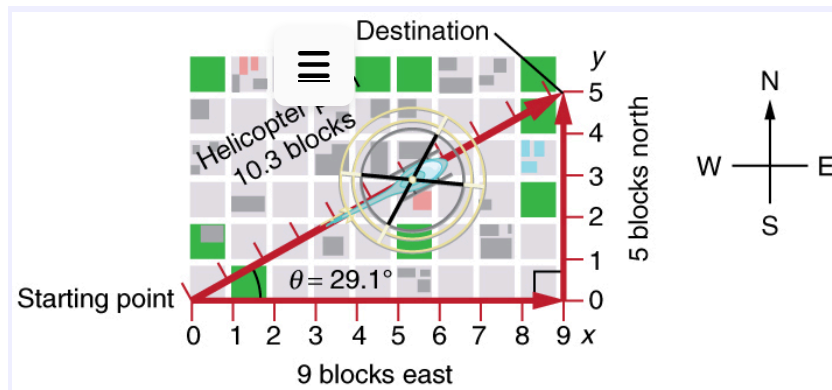 Destination
y
Helicopter
10.3 blocks
5
4
3
2
1
0
5 blocks north
N
W
E
S
θ = 29.1°
Starting point
0 1 2 3 4 5 6 7 8 9 x
9 blocks east